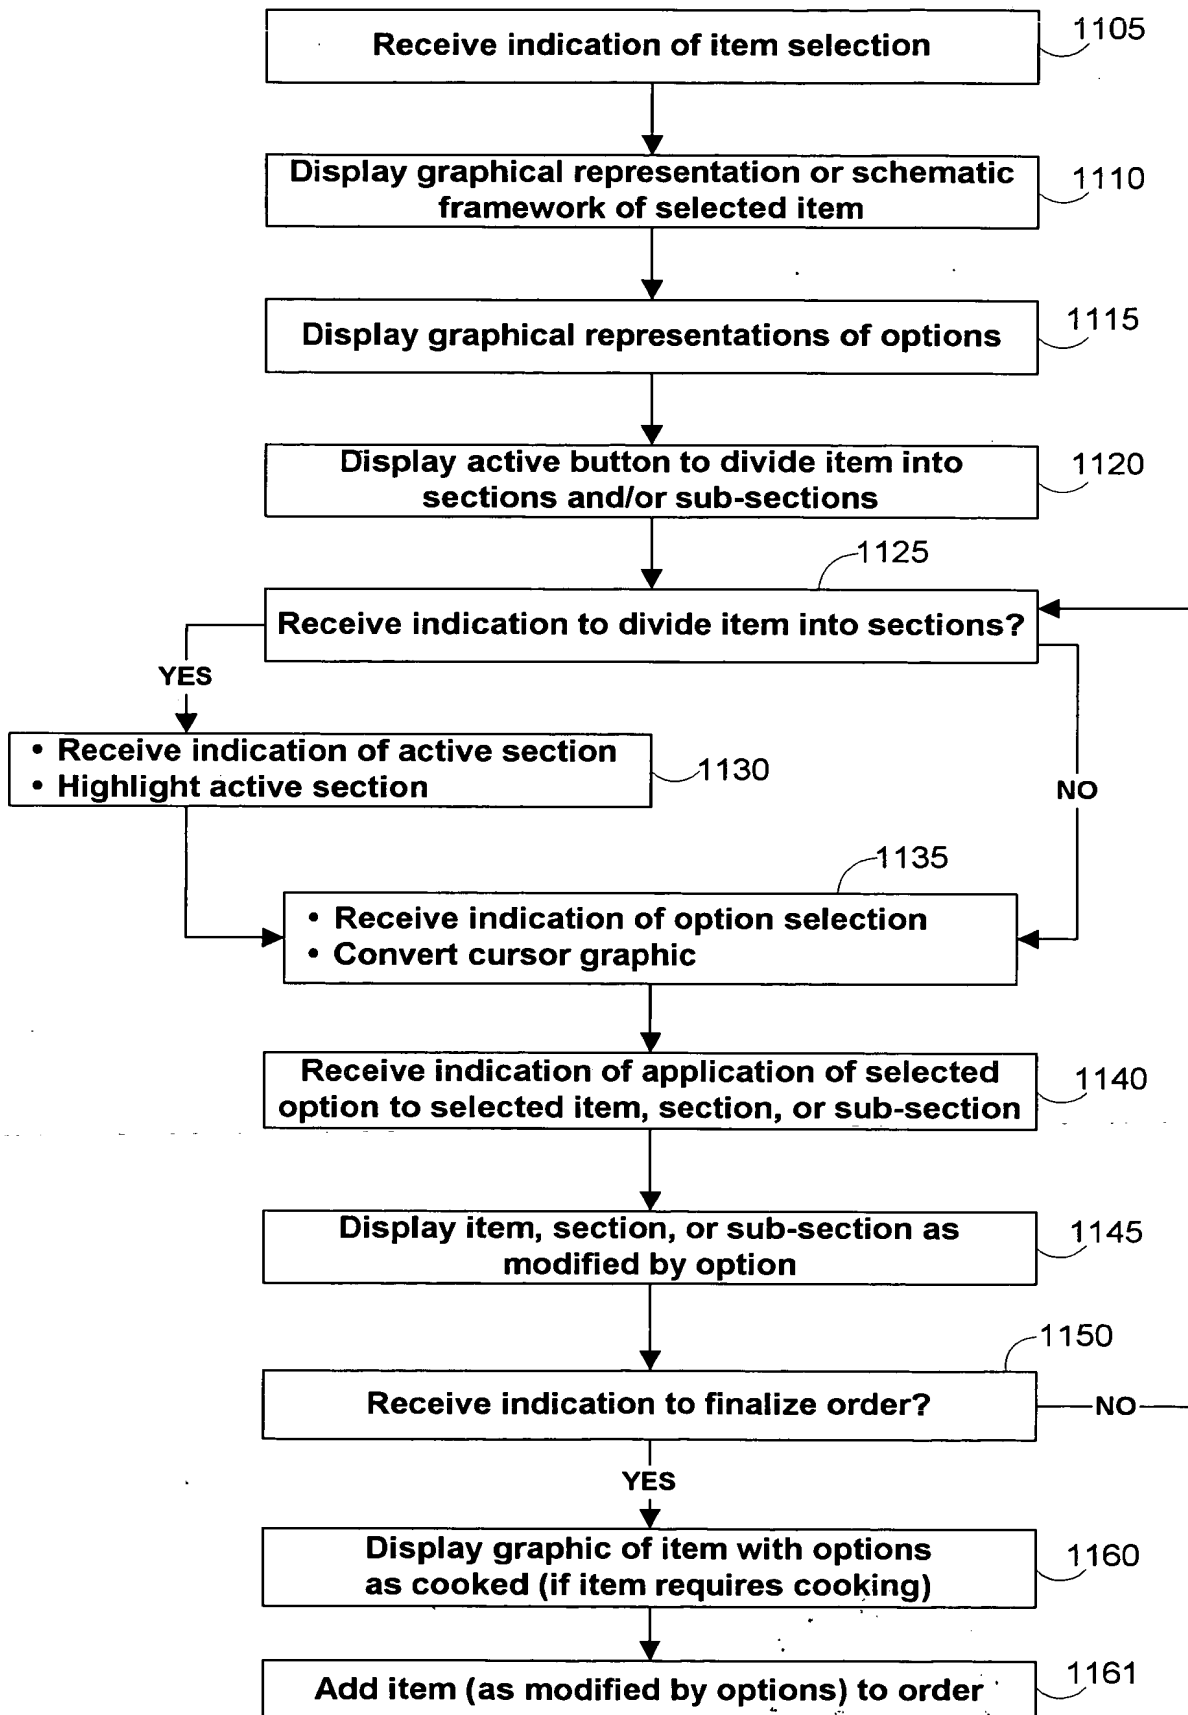 Receive indication of item selection
1105
Display graphical representation or schematic
framework of selected item
1110
Display graphical representations of options
1115
Display active button to divide item into
sections and/or sub-sections
1120
1125
Receive indication to divide item into sections?
YES
• Receive indication of active section
• Highlight active section
1130
NO
1135
• Receive indication of option selection
• Convert cursor graphic
Receive indication of application of selected
option to selected item, section, or sub-section
1140
Display item, section, or sub-section as
modified by option
1145
1150
Receive indication to finalize order?
NO
YES
Display graphic of item with options
as cooked (if item requires cooking)
1160
Add item (as modified by options) to order
1161